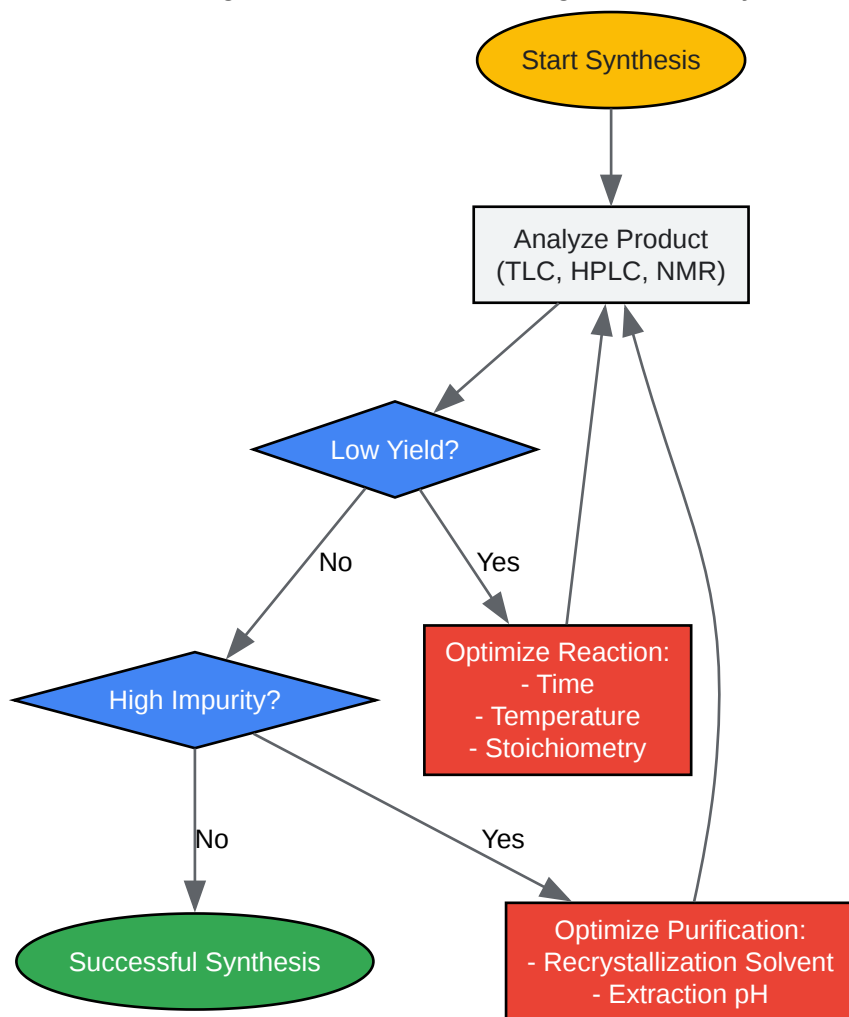 Start Synthesis
Analyze Product
(TLC, HPLC, NMR)
Low Yield?
No
Yes
Optimize Reaction:
- Time
- Temperature
- Stoichiometry
High Impurity?
No
Yes
Successful Synthesis
Optimize Purification:
- Recrystallization Solvent
- Extraction pH